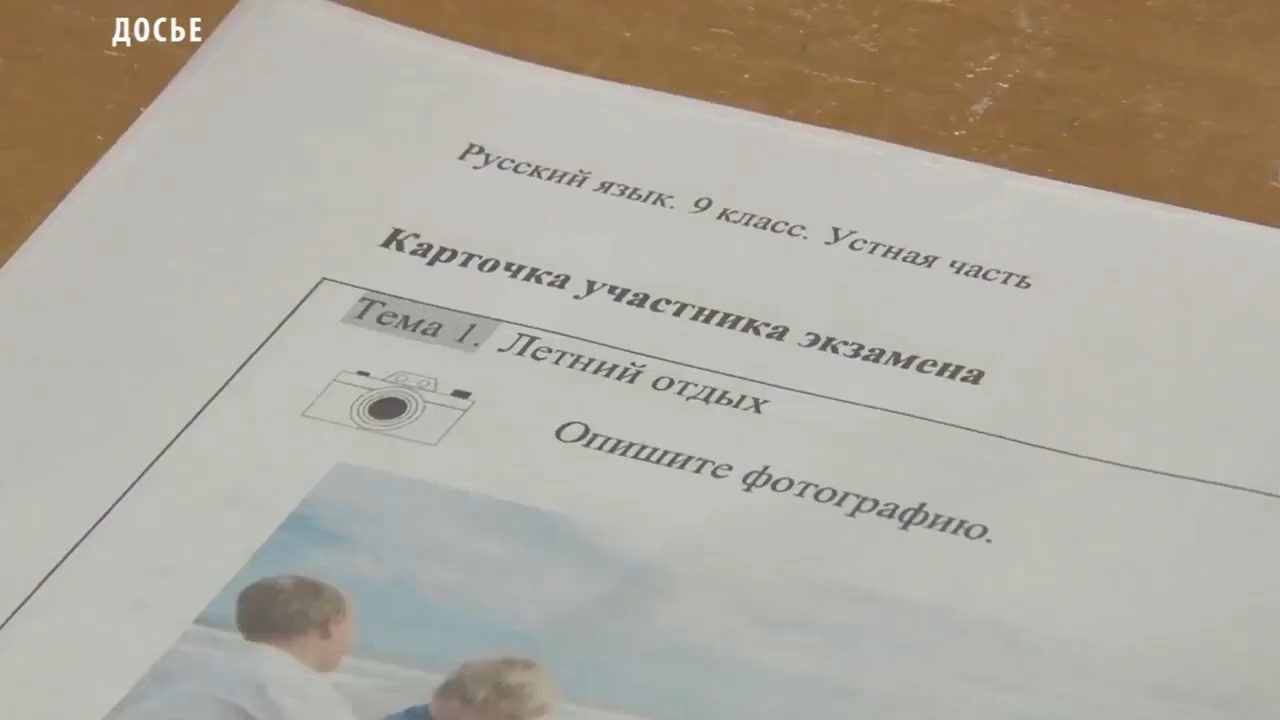 ДОСЬЕ
Русский язык. 9 класс. Устная часть
Карточка участника экзамена
Тема 1. Летний отдых
Опишите фотографию.